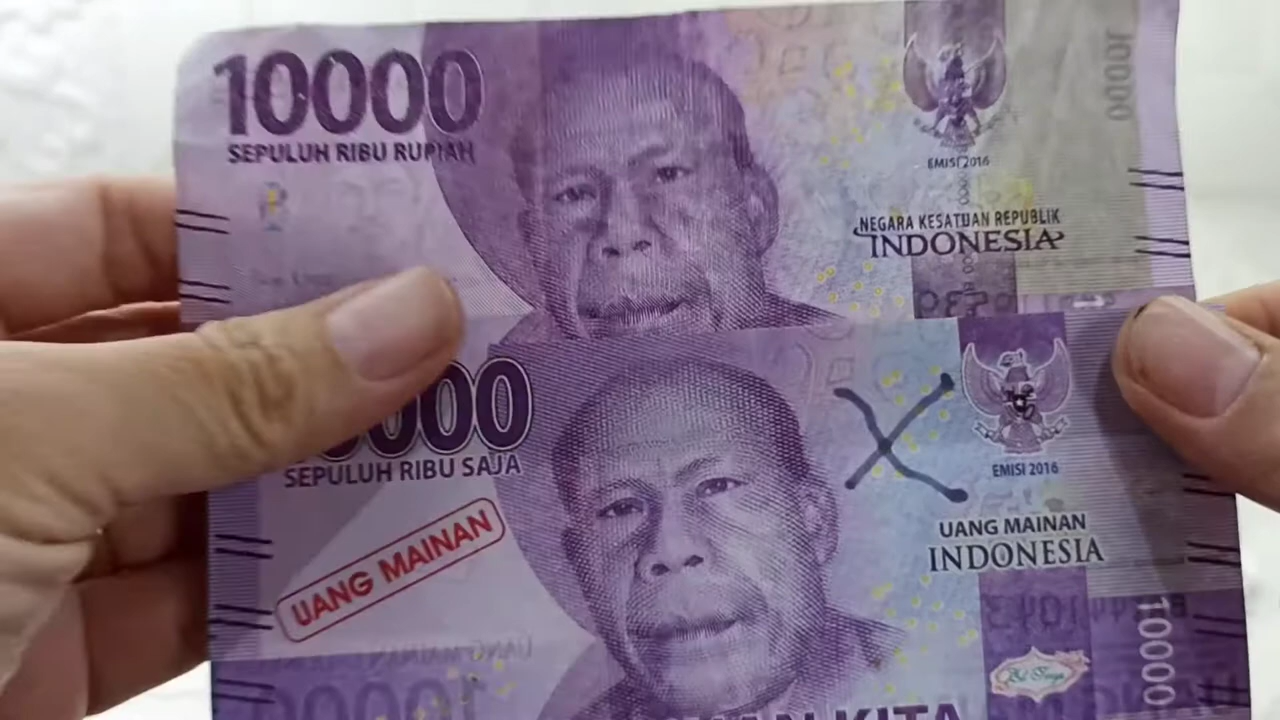 10000
SEPULUH RIBU RUPIAH
10000
EMISI 2016
NEGARA KESATUAN REPUBLIK
INDONESIA
000
SEPULUH RIBU SAJA
X
EMISI 2016
UANG MAINAN
UANG MAINAN
INDONESIA
10000
KITA